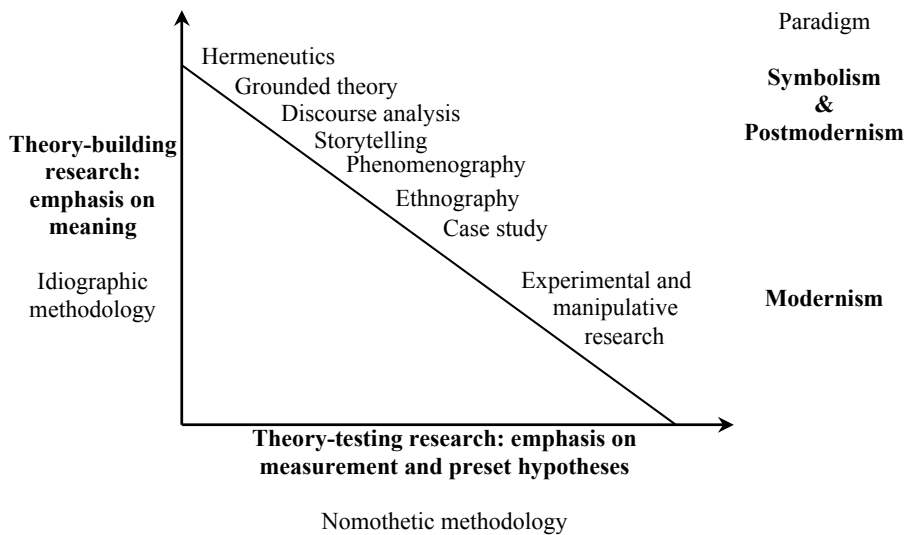 Paradigm
Hermeneutics
Grounded theory
Discourse analysis
Storytelling
Phenomenography
Ethnography
Case study
Experimental and
manipulative
research
Symbolism
&
Postmodernism
Modernism
Theory-building
research:
emphasis on
meaning
Idiographic
methodology
Theory-testing research: emphasis on
measurement and preset hypotheses
Nomothetic methodology